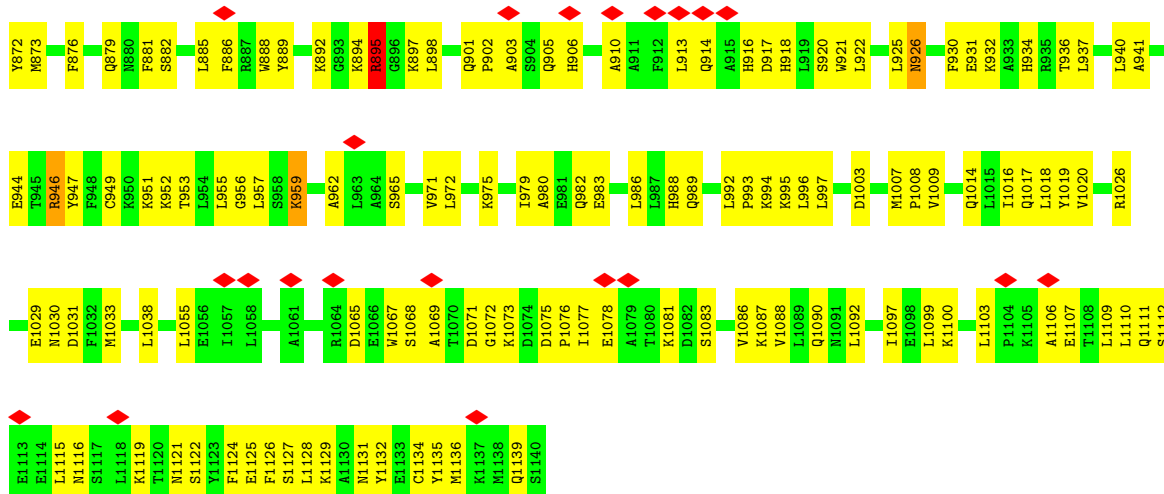 Y872 M873 F876 Q879 N880 F881 S882 L885 F886 R887 W888 Y889 K892 G893 K894 R895 G896 K897 L898 Q901 P902 A903 S904 Q905 H906 A910 A911 F912 L913 Q914 A915 H916 D917 H918 L919 S920 W921 L922 L925 N926 F930 E931 K932 A933 H934 R935 T936 L937 L940 A941
E944 T945 R946 Y947 F948 C949 K950 K951 K952 T953 L954 L955 G956 L957 S958 K959 A962 L963 A964 S965 V971 L972 K975 I979 A980 E981 Q982 E983 L986 L987 H988 Q989 L992 P993 K994 K995 L996 L997 D1003 M1007 P1008 V1009 Q1014 L1015 I1016 Q1017 L1018 Y1019 V1020 R1026
E1029 N1030 D1031 F1032 M1033 L1038 L1055 E1056 I1057 L1058 A1061 R1064 D1065 E1066 W1067 S1068 A1069 T1070 D1071 G1072 K1073 D1074 D1075 P1076 I1077 E1078 A1079 T1080 K1081 D1082 S1083 V1086 K1087 V1088 L1089 Q1090 N1091 L1092 I1097 E1098 L1099 K1100 L1103 P1104 K1105 A1106 E1107 T1108 L1109 L1110 Q1111 S1112
E1113 E1114 L1115 N1116 S1117 L1118 K1119 T1120 N1121 S1122 Y1123 F1124 E1125 F1126 S1127 L1128 K1129 A1130 N1131 Y1132 E1133 C1134 Y1135 M1136 K1137 M1138 Q1139 S1140